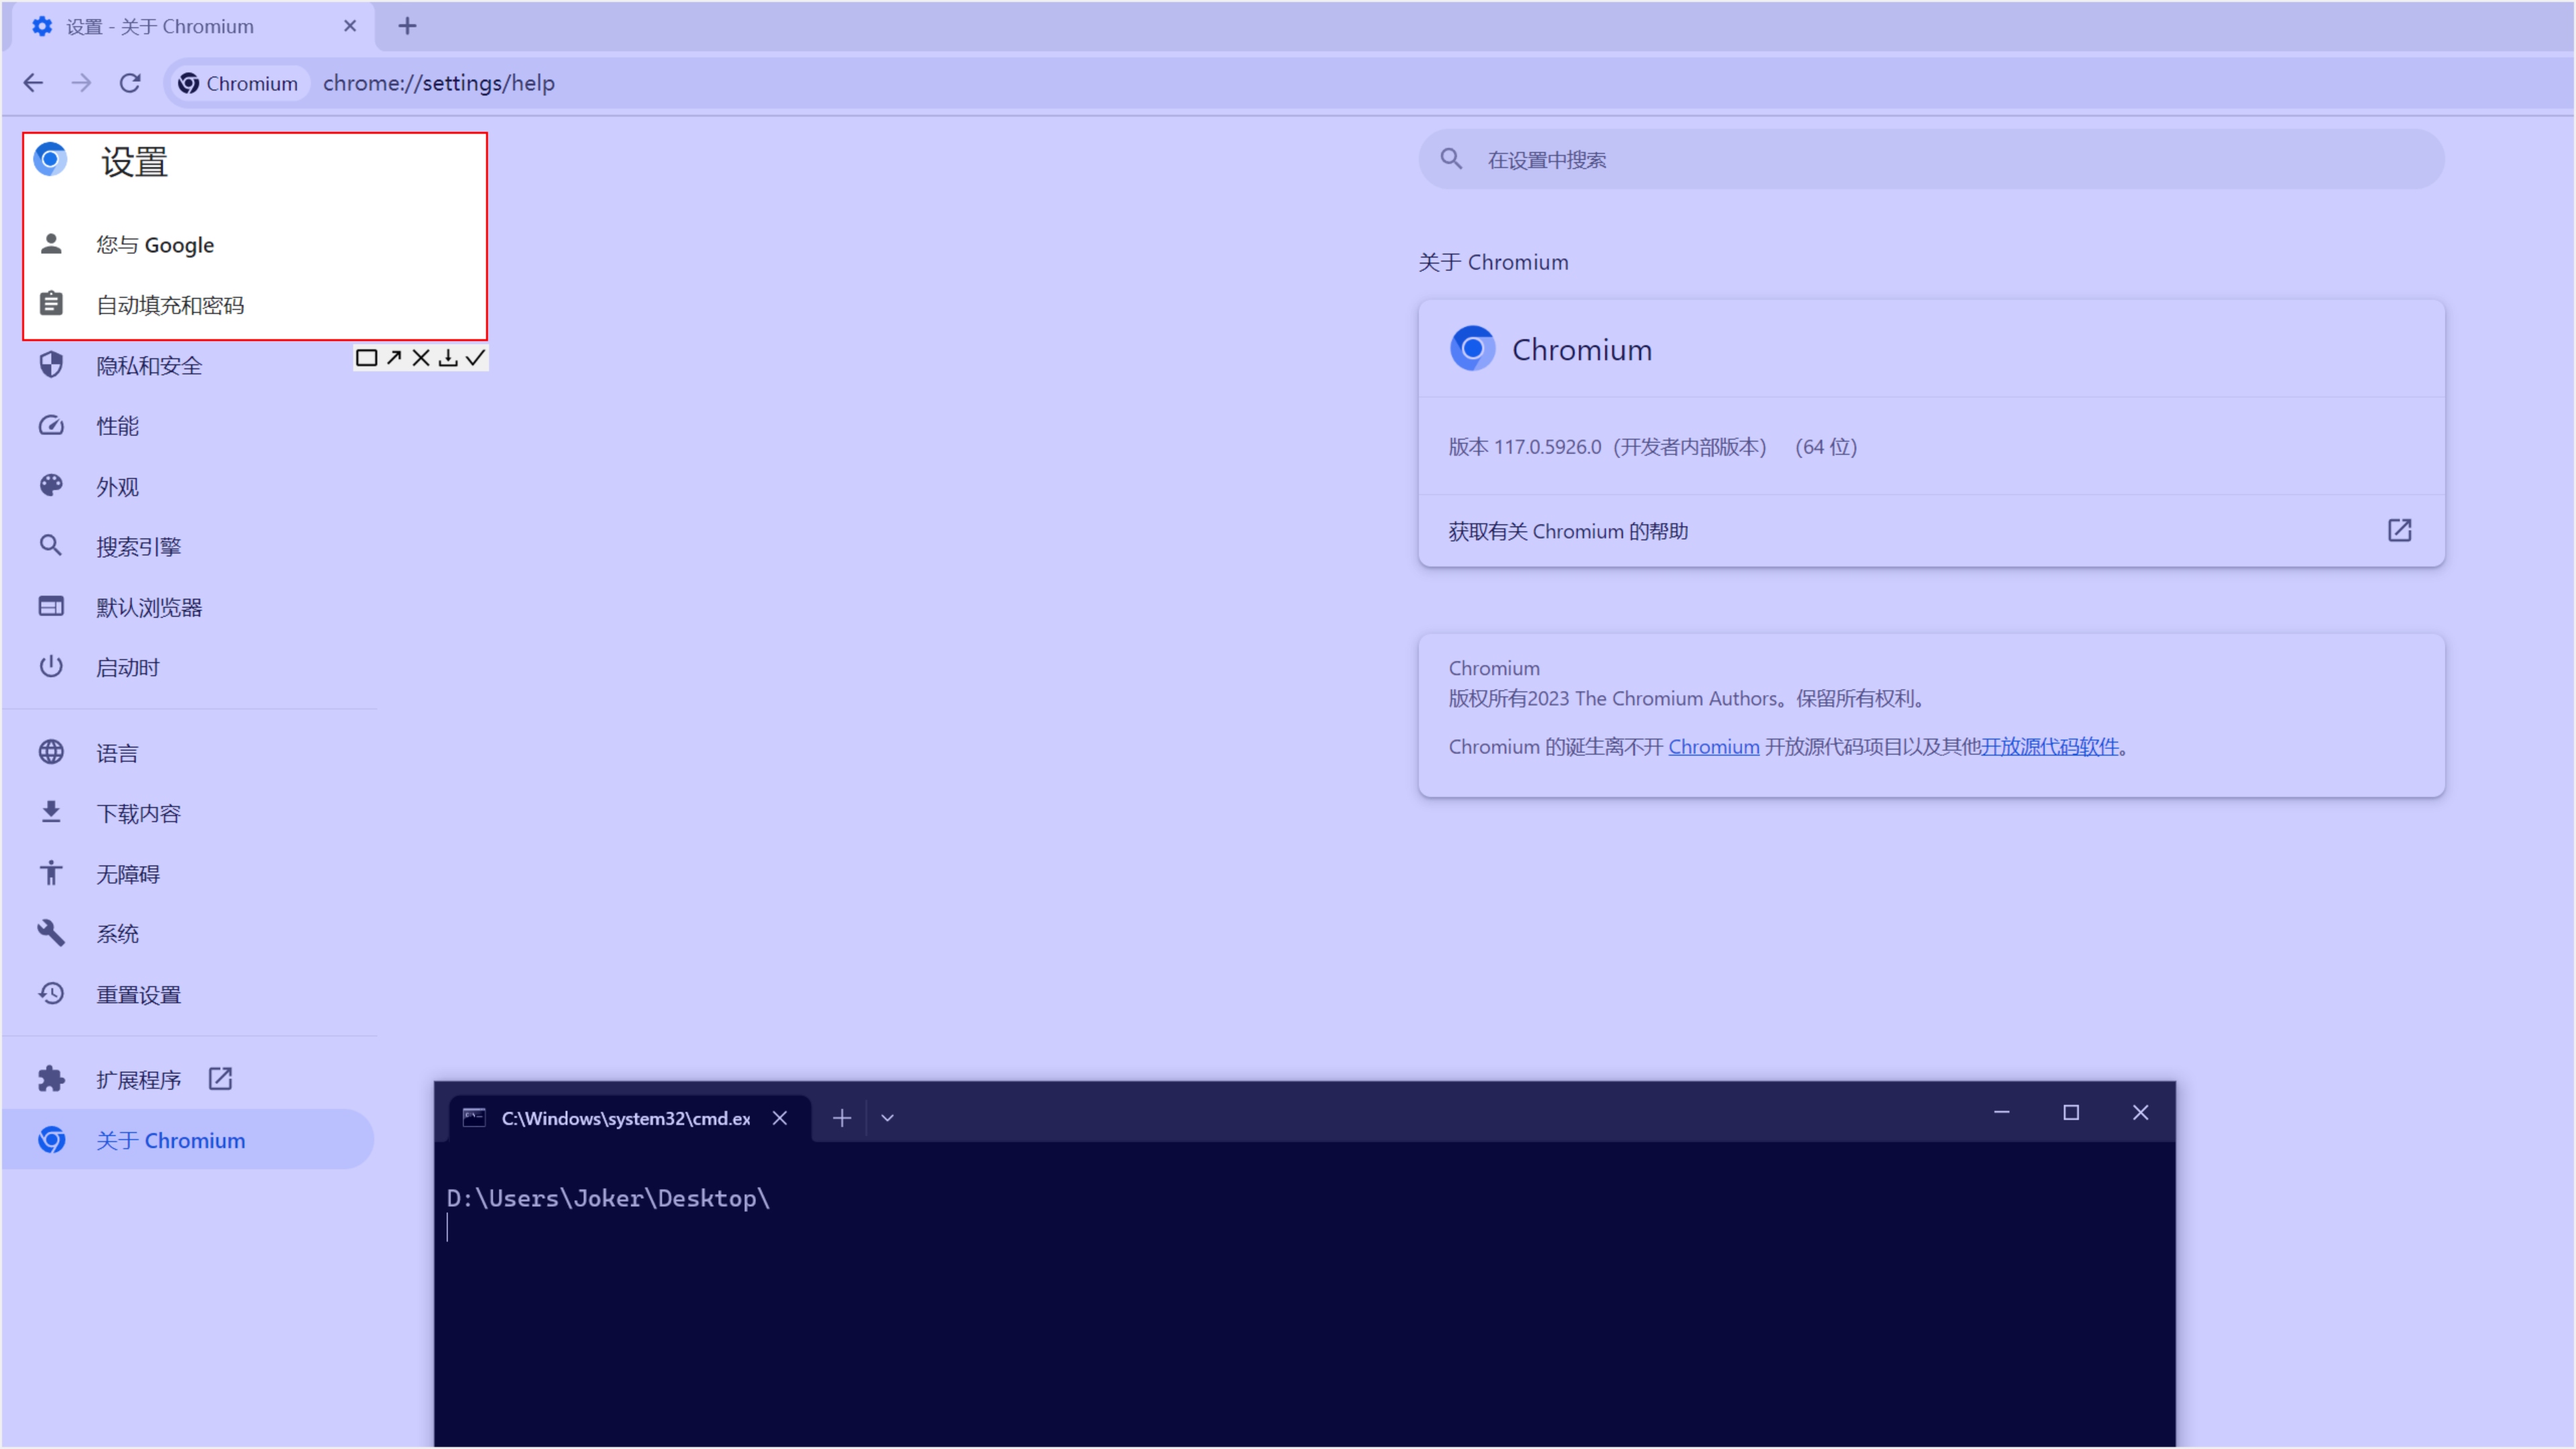 设置 - 关于 Chromium
Chromium
chrome://settings/help
设置
您与 Google
自动填充和密码
隐私和安全
性能
外观
搜索引擎
默认浏览器
启动时
语言
下载内容
无障碍
系统
重置设置
扩展程序
关于 Chromium
在设置中搜索
关于 Chromium
Chromium
版本 117.0.5926.0（开发者内部版本） （64 位）
获取有关 Chromium 的帮助
Chromium
版权所有2023 The Chromium Authors。保留所有权利。
Chromium 的诞生离不开 Chromium 开放源代码项目以及其他开放源代码软件。
C:\Windows\system32\cmd.ex
D:\Users\Joker\Desktop\